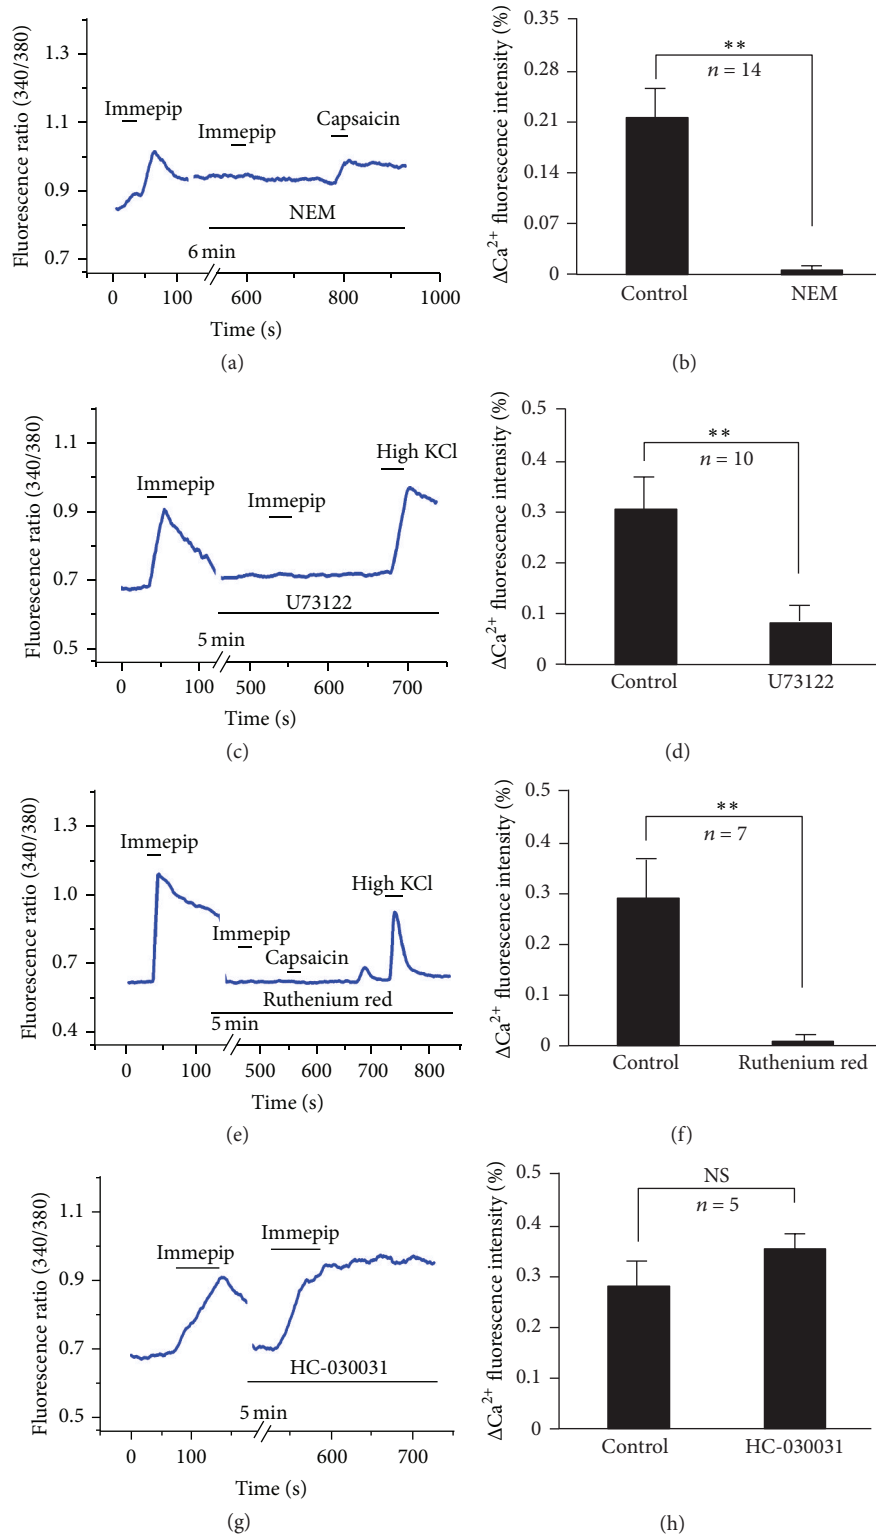 Fluorescence ratio (340/380)
1.3
1.1
0.9
0.7
Immepip
Immepip
Capsaicin
NEM
6 min
0
100
600
800
1000
Time (s)
(a)
ΔCa²⁺ fluorescence intensity (%)
0.35
0.28
0.21
0.14
0.07
0
**
n = 14
Control
NEM
(b)
Fluorescence ratio (340/380)
1.1
0.9
0.7
0.5
Immepip
Immepip
High KCl
U73122
5 min
0
100
500
600
700
Time (s)
(c)
ΔCa²⁺ fluorescence intensity (%)
0.5
0.4
0.3
0.2
0.1
0
**
n = 10
Control
U73122
(d)
Fluorescence ratio (340/380)
1.3
1.0
0.7
0.4
Immepip
Immepip
Capsaicin
High KCl
Ruthenium red
5 min
0
100
500
600
700
800
Time (s)
(e)
ΔCa²⁺ fluorescence intensity (%)
0.5
0.4
0.3
0.2
0.1
0
**
n = 7
Control
Ruthenium red
(f)
Fluorescence ratio (340/380)
1.1
0.9
0.7
0.5
Immepip
Immepip
HC-030031
5 min
0
100
600
700
Time (s)
(g)
ΔCa²⁺ fluorescence intensity (%)
0.5
0.4
0.3
0.2
0.1
0
NS
n = 5
Control
HC-030031
(h)